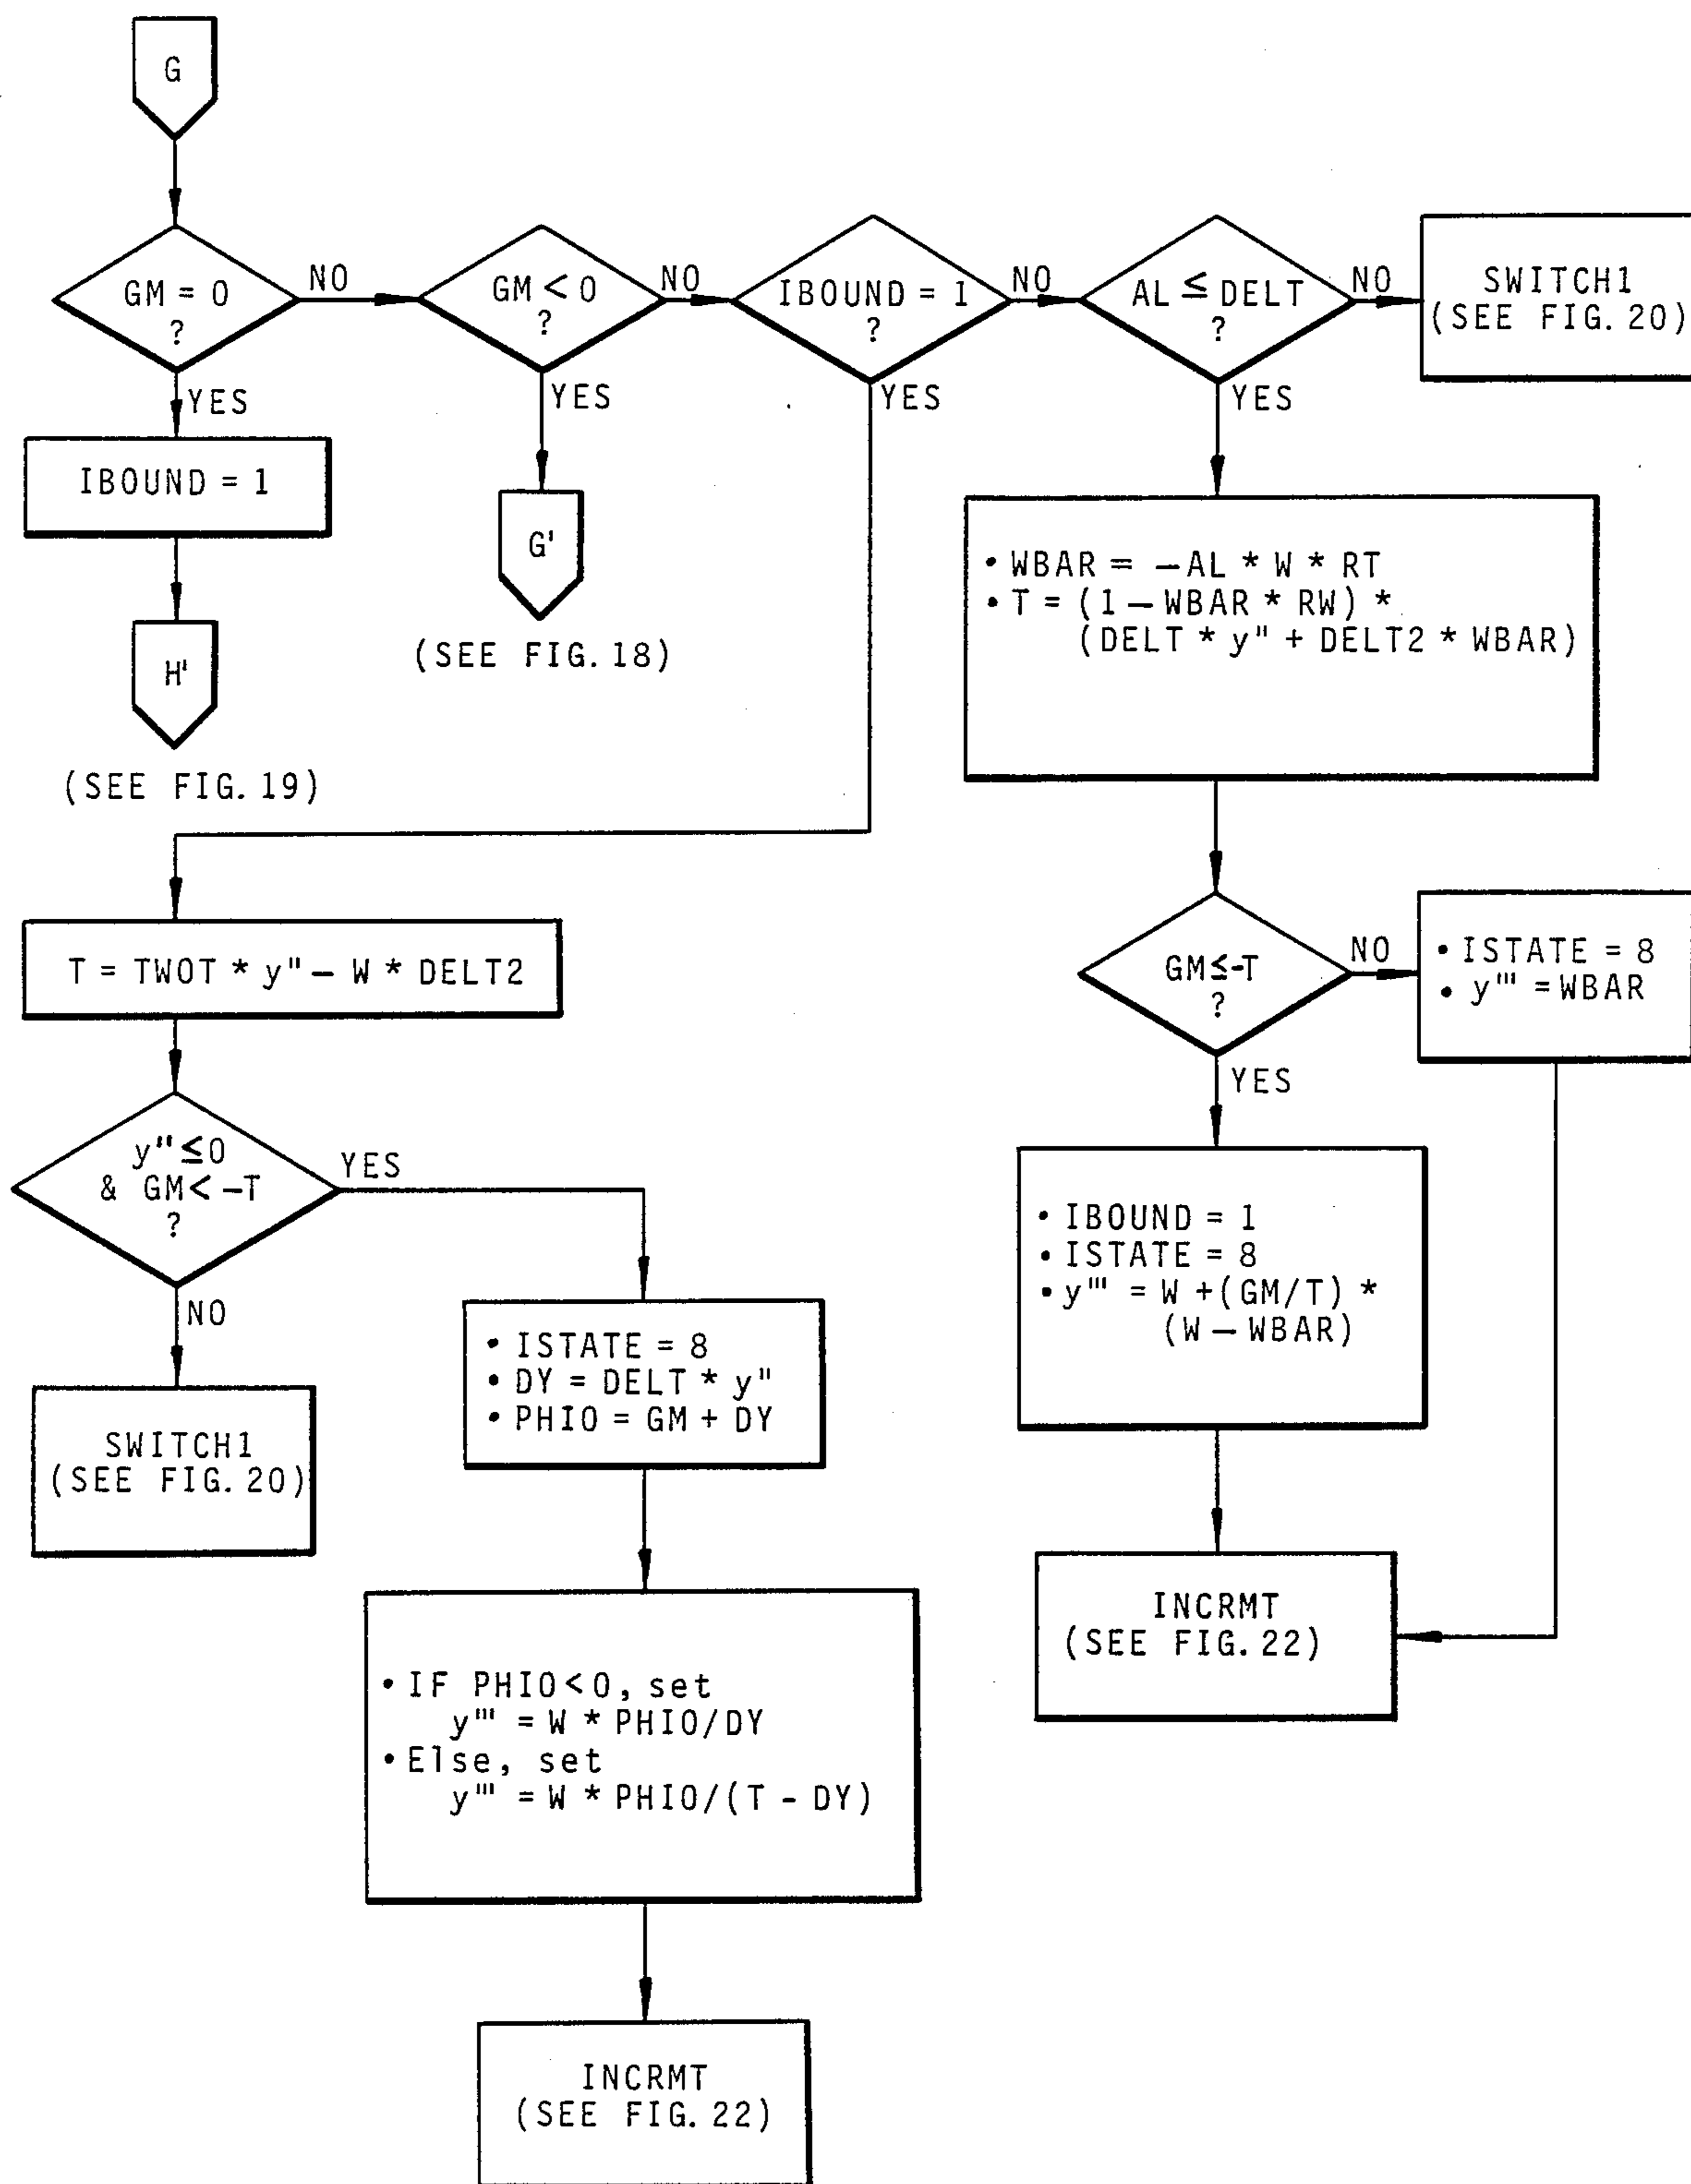 G
GM = 0
?
NO
GM < 0
?
NO
IBOUND = 1
?
NO
AL ≤ DELT
?
NO
SWITCH1
(SEE FIG. 20)
YES
IBOUND = 1
H'
(SEE FIG. 19)
YES
G'
(SEE FIG. 18)
YES
YES
• WBAR = −AL * W * RT
• T = (1 − WBAR * RW) *
(DELT * y" + DELT2 * WBAR)
T = TWOT * y" − W * DELT2
GM ≤ -T
?
NO
• ISTATE = 8
• y"' = WBAR
YES
y" ≤ 0
& GM < −T
?
YES
NO
SWITCH1
(SEE FIG. 20)
• ISTATE = 8
• DY = DELT * y"
• PHIO = GM + DY
• IBOUND = 1
• ISTATE = 8
• y"' = W + (GM/T) *
(W − WBAR)
INCRMT
(SEE FIG. 22)
• IF PHIO < 0, set
y"' = W * PHIO/DY
• Else, set
y"' = W * PHIO/(T - DY)
INCRMT
(SEE FIG. 22)